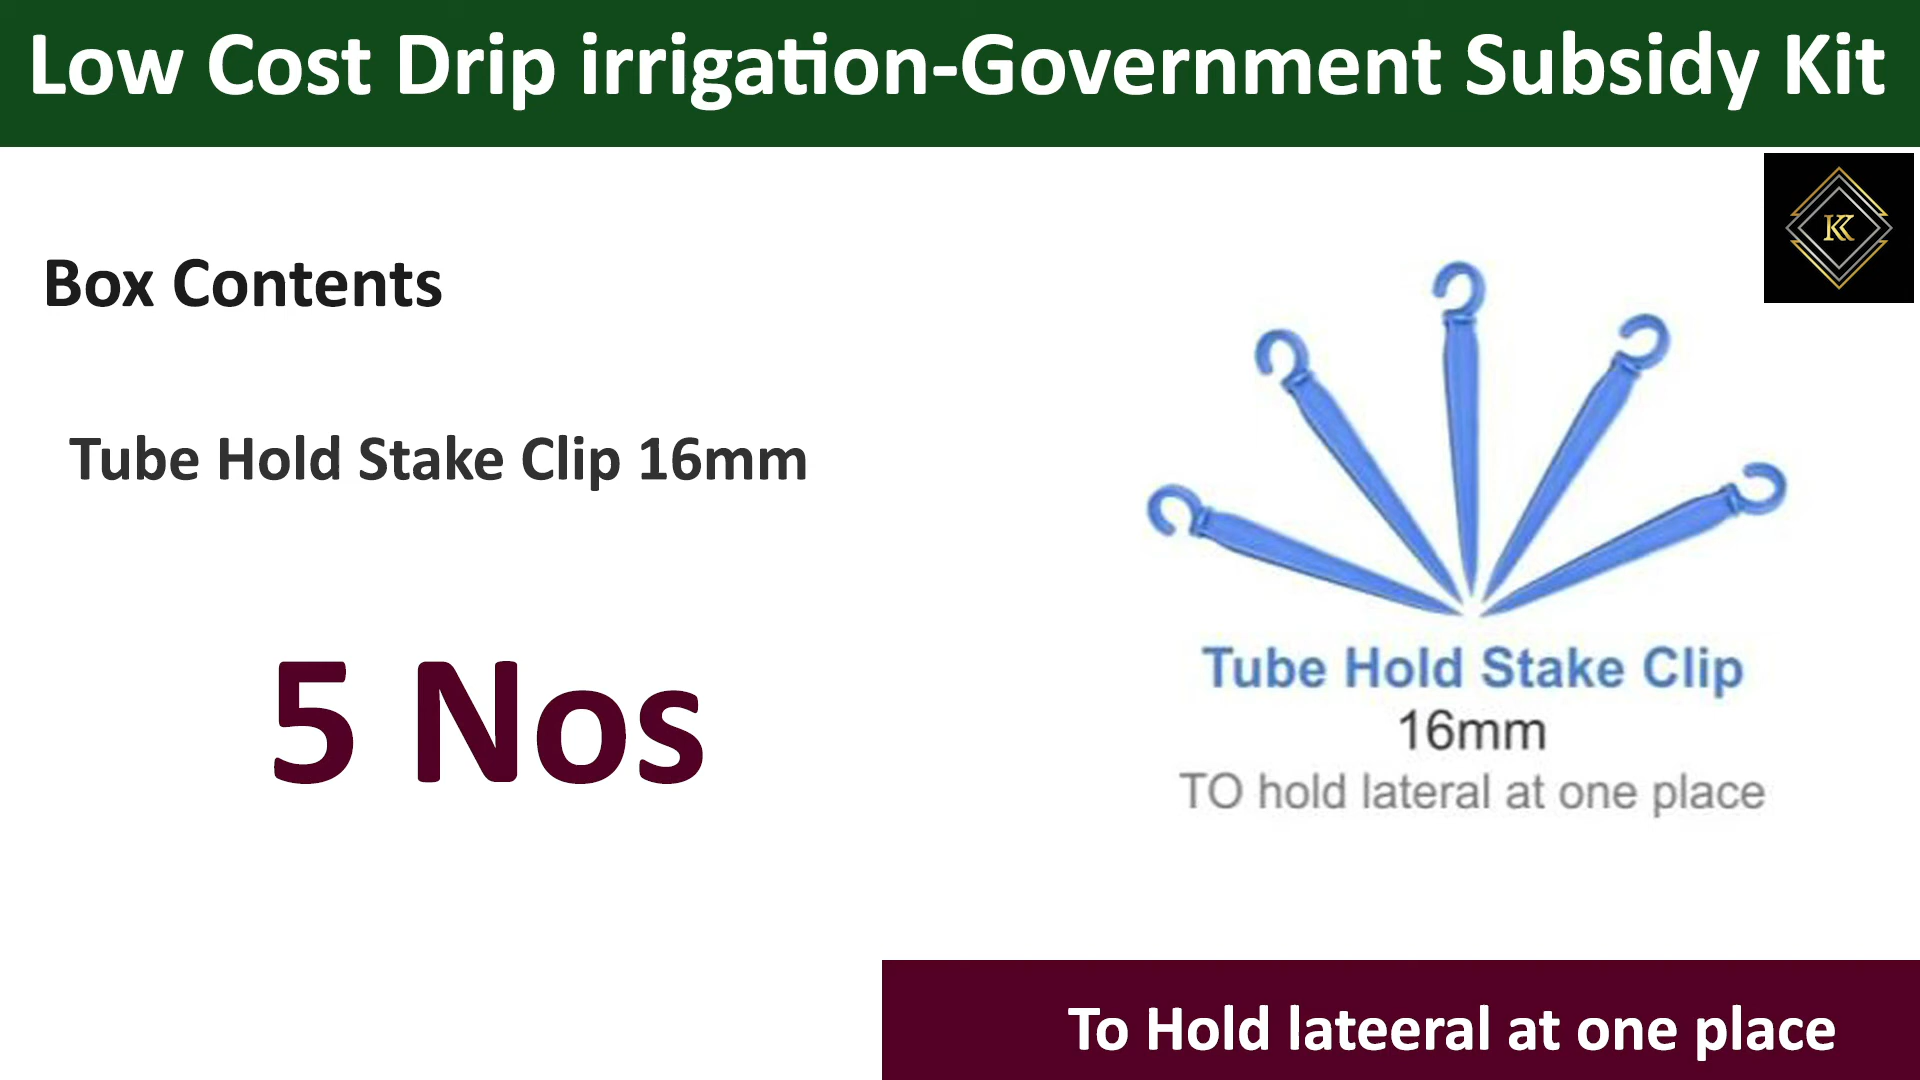 Low Cost Drip irrigation-Government Subsidy Kit
KK
Box Contents
Tube Hold Stake Clip 16mm
5 Nos
Tube Hold Stake Clip
16mm
TO hold lateral at one place
To Hold lateeral at one place